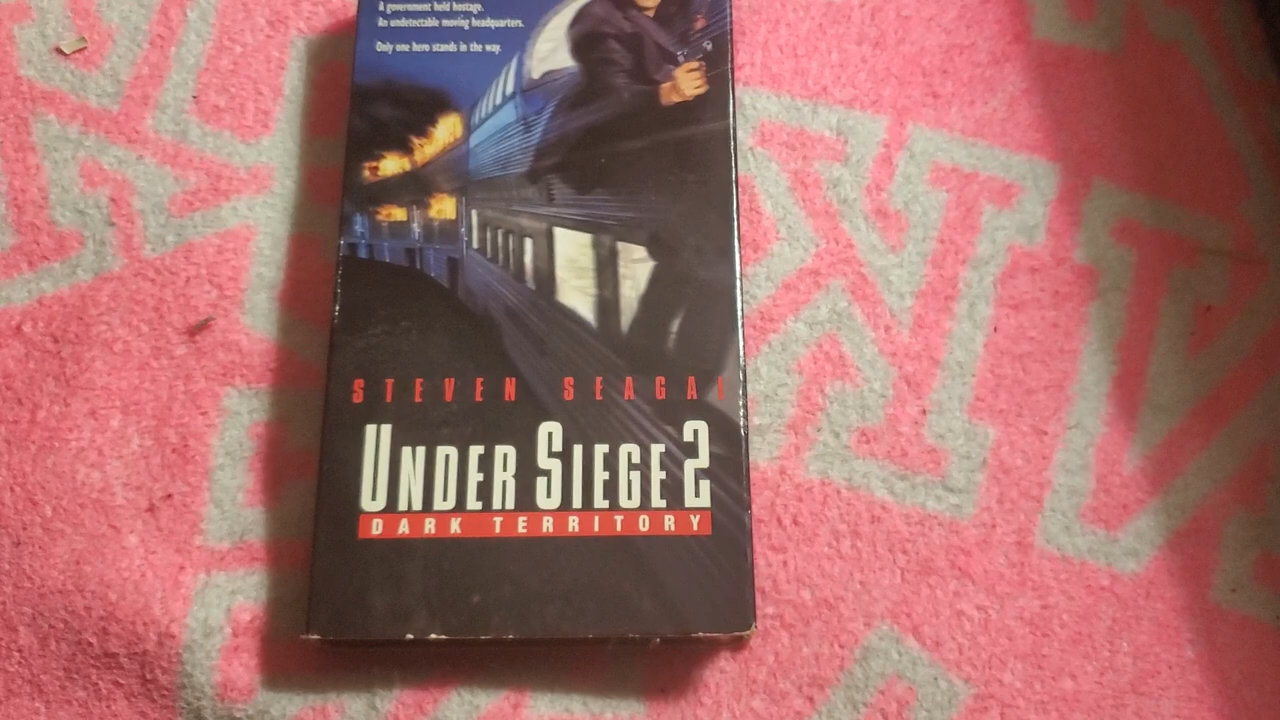 A government held hostage.
An undetectable moving headquarters.
Only one hero stands in the way.
STEVEN SEAGAL
UNDER SIEGE 2
DARK TERRITORY